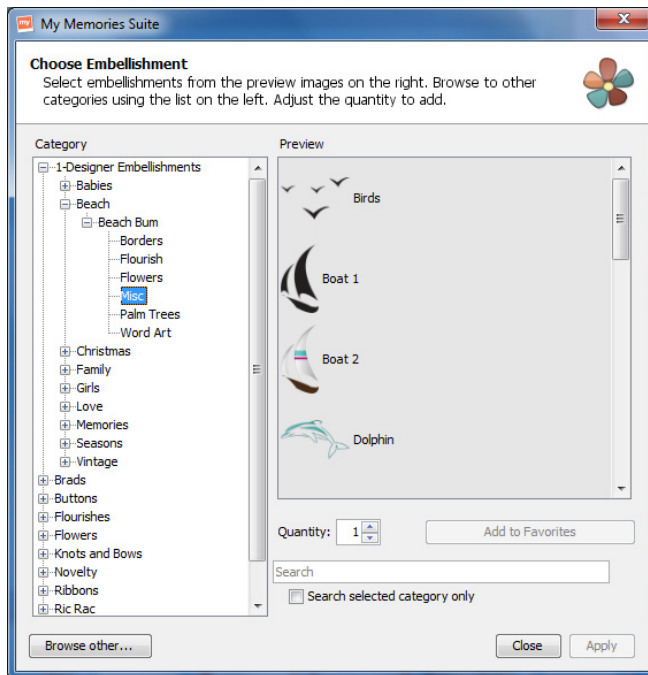 my
My Memories Suite
Choose Embellishment
Select embellishments from the preview images on the right. Browse to other
categories using the list on the left. Adjust the quantity to add.
Category
1-Designer Embellishments
Babies
Beach
Beach Bum
Borders
Flourish
Flowers
Misc
Palm Trees
Word Art
Christmas
Family
Girls
Love
Memories
Seasons
Vintage
Brads
Buttons
Flourishes
Flowers
Knots and Bows
Novelty
Ribbons
Ric Rac
Preview
Birds
Boat 1
Boat 2
Dolphin
Quantity: 1
Add to Favorites
Search
Search selected category only
Browse other...
Close
Apply